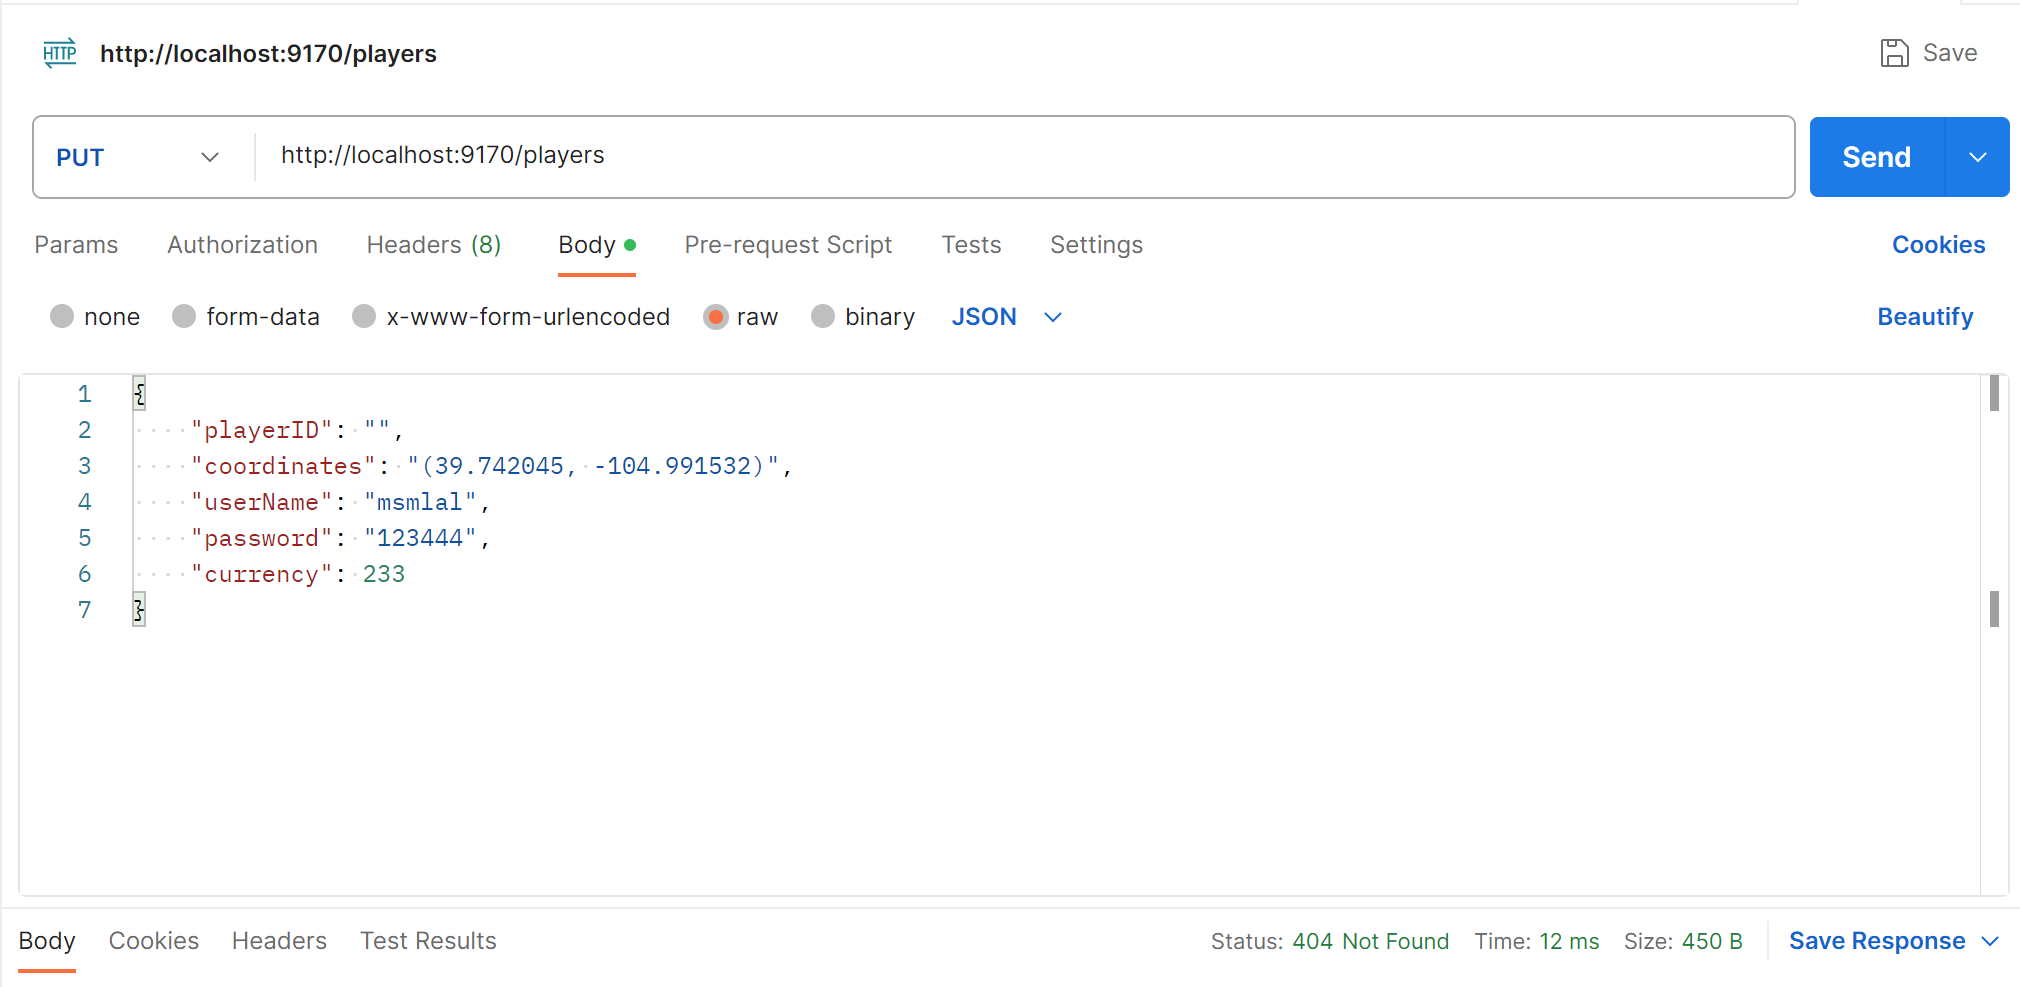 HTTP http://localhost:9170/players Save
PUT http://localhost:9170/players Send
Params Authorization Headers (8) Body Pre-request Script Tests Settings Cookies
none form-data x-www-form-urlencoded raw binary JSON Beautify
1 {
2 "playerID": "",
3 "coordinates": "(39.742045, -104.991532)",
4 "userName": "msmlal",
5 "password": "123444",
6 "currency": 233
7 }
Body Cookies Headers Test Results Status: 404 Not Found Time: 12 ms Size: 450 B Save Response